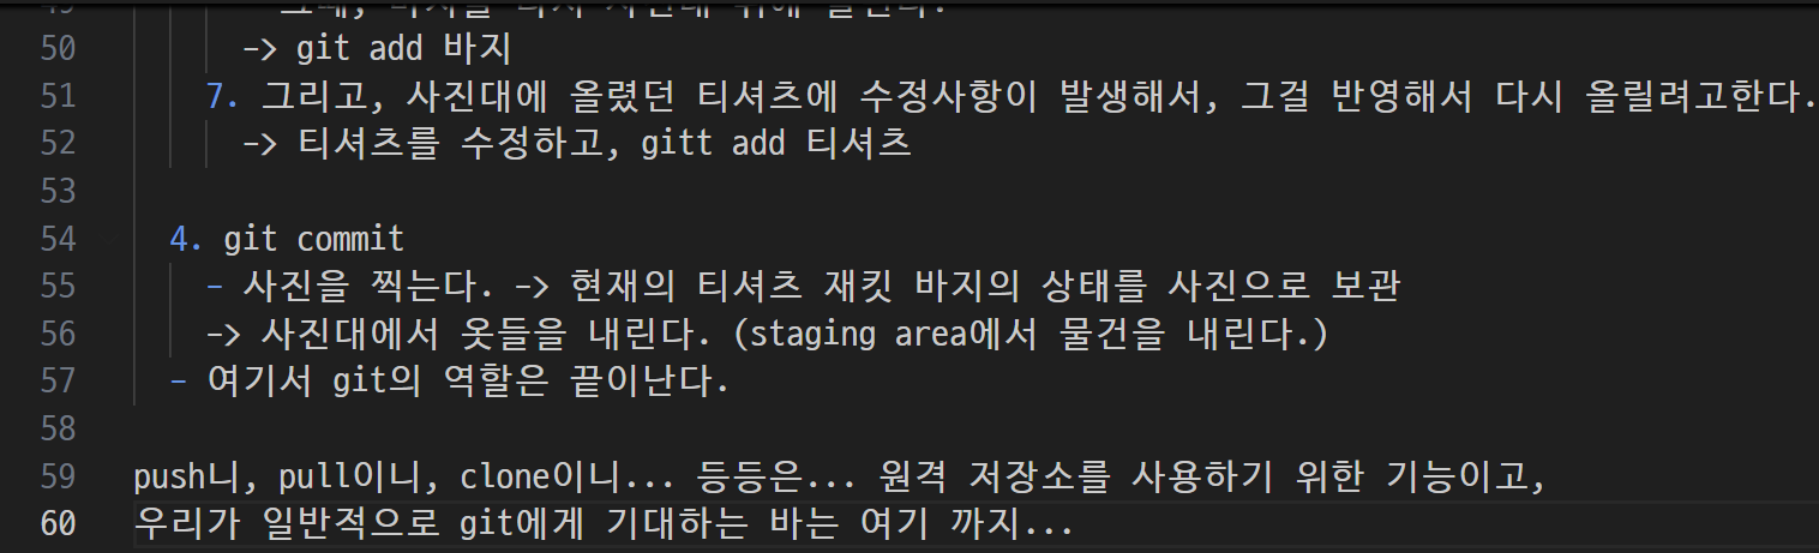 50 -> git add 바지
51 7. 그리고, 사진대에 올렸던 티셔츠에 수정사항이 발생해서, 그걸 반영해서 다시 올릴려고한다.
52 -> 티셔츠를 수정하고, gitt add 티셔츠
53
54 4. git commit
55 - 사진을 찍는다. -> 현재의 티셔츠 재킷 바지의 상태를 사진으로 보관
56 -> 사진대에서 옷들을 내린다. (staging area에서 물건을 내린다.)
57 - 여기서 git의 역할은 끝이난다.
58
59 push니, pull이니, clone이니... 등등은... 원격 저장소를 사용하기 위한 기능이고,
60 우리가 일반적으로 git에게 기대하는 바는 여기 까지...